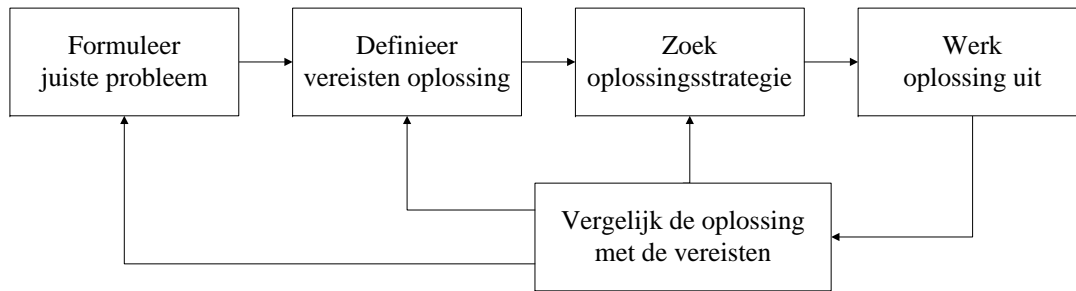 Formuleer
juiste probleem
Definieer
vereisten oplossing
Zoek
oplossingsstrategie
Werk
oplossing uit
Vergelijk de oplossing
met de vereisten